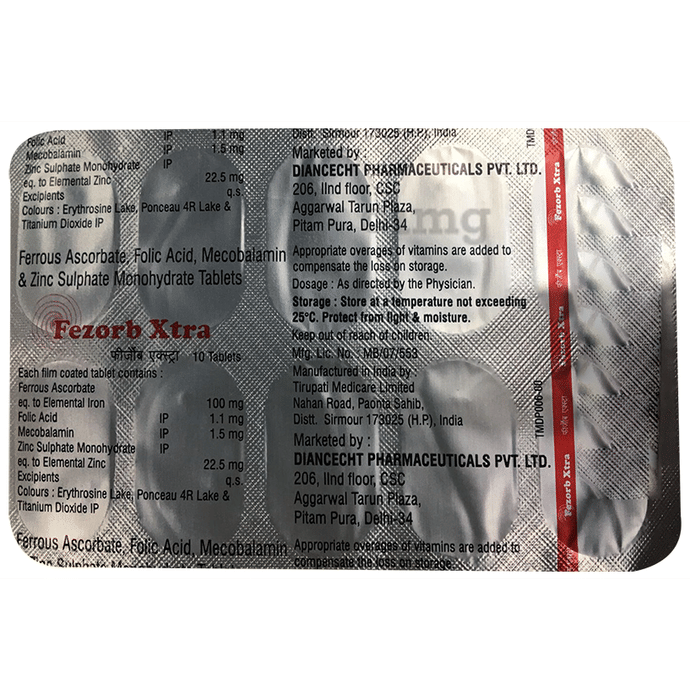 Folic Acid IP 1.1 mg
Mecobalamin IP 1.5 mg
Zinc Sulphate Monohydrate IP
eq. to Elemental Zinc 22.5 mg
Excipients q.s.
Colours : Erythrosine Lake, Ponceau 4R Lake &
Titanium Dioxide IP
Ferrous Ascorbate, Folic Acid, Mecobalamin
& Zinc Sulphate Monohydrate Tablets
Fezorb Xtra
फीर्जोब एक्स्ट्रा 10 Tablets
Each film coated tablet contains :
Ferrous Ascorbate
eq. to Elemental Iron 100 mg
Folic Acid IP 1.1 mg
Mecobalamin IP 1.5 mg
Zinc Sulphate Monohydrate IP
eq. to Elemental Zinc 22.5 mg
Excipients q.s.
Colours : Erythrosine Lake, Ponceau 4R Lake &
Titanium Dioxide IP
Ferrous Ascorbate, Folic Acid, Mecobalamin
Distt. Sirmour 173025 (H.P.), India
Marketed by :
DIANCECHT PHARMACEUTICALS PVT. LTD.
206, IInd floor, CSC
Aggarwal Tarun Plaza,
Pitam Pura, Delhi-34
Appropriate overages of vitamins are added to
compensate the loss on storage.
Dosage : As directed by the Physician.
Storage : Store at a temperature not exceeding
25°C. Protect from light & moisture.
Keep out of reach of children.
Mfg. Lic. No. : MB/07/553
Manufactured in India by :
Tirupati Medicare Limited
Nahan Road, Paonta Sahib,
Distt. Sirmour 173025 (H.P.), India
Marketed by :
DIANCECHT PHARMACEUTICALS PVT. LTD.
206, IInd floor, CSC
Aggarwal Tarun Plaza,
Pitam Pura, Delhi-34
Appropriate overages of vitamins are added to
compensate the loss on storage.
mg
TMD
TMDP006-00
Fezorb Xtra
फीर्जोब एक्स्ट्रा
Fezorb Xtra
फीर्जोब एक्स्ट्रा
Fezorb Xtra